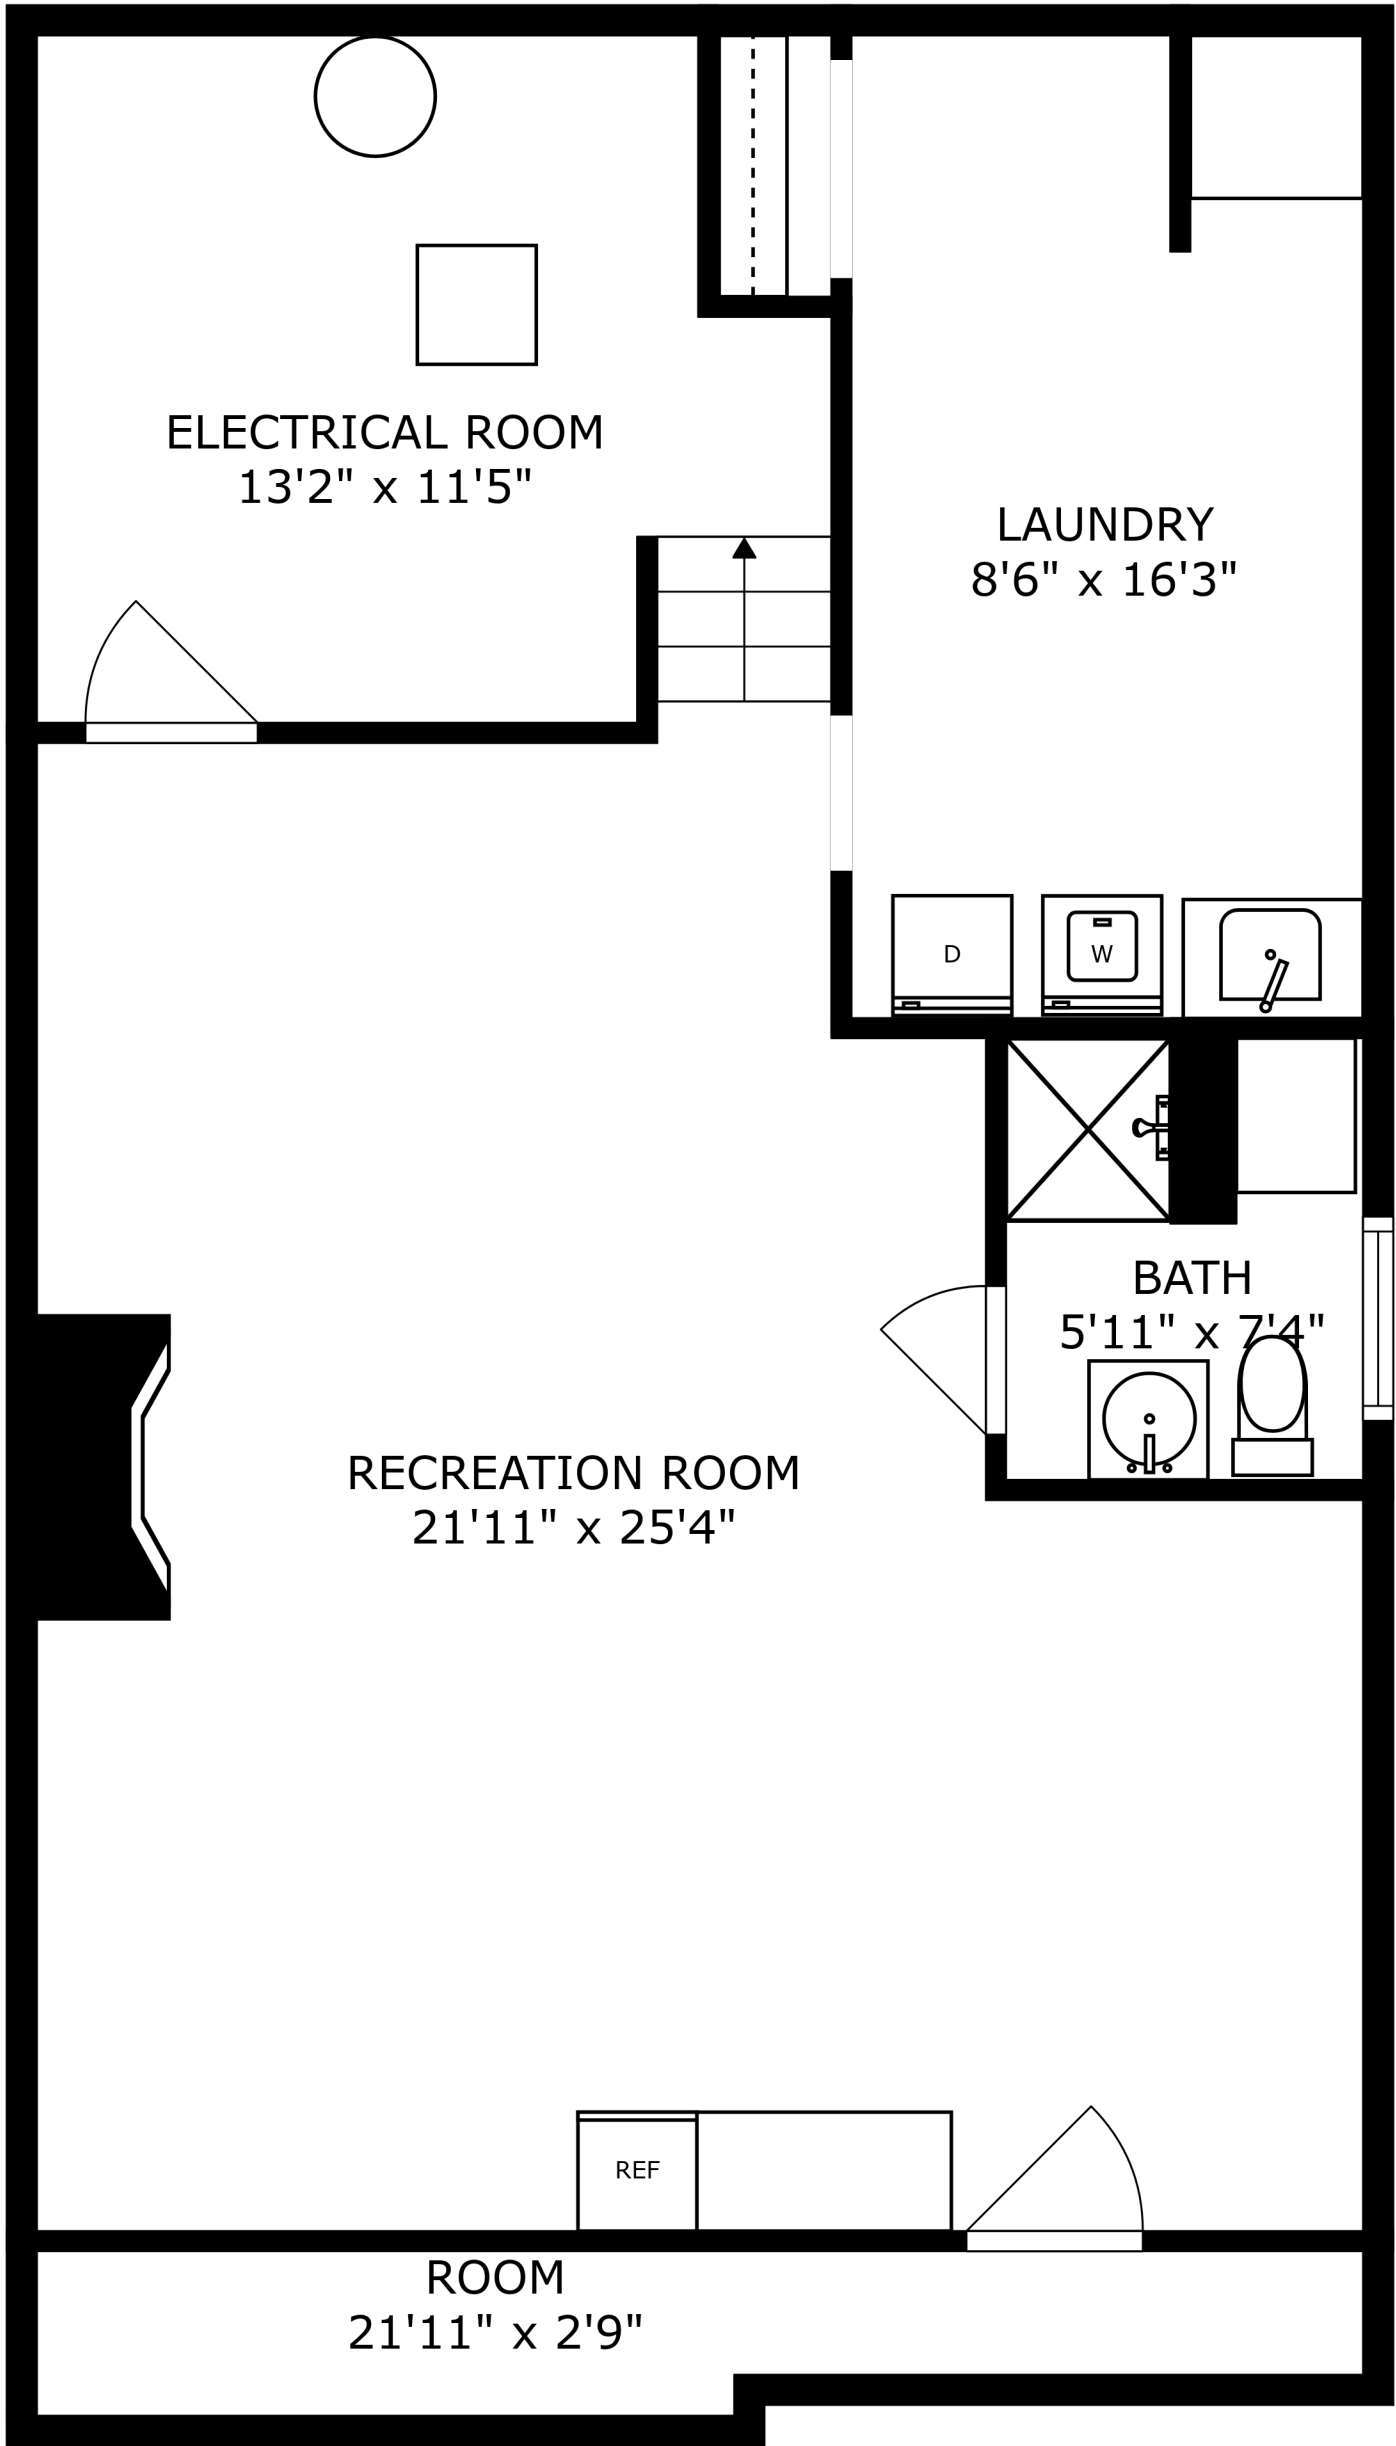 ELECTRICAL ROOM
13'2" x 11'5"
LAUNDRY
8'6" x 16'3"
D
W
BATH
5'11" x 7'4"
RECREATION ROOM
21'11" x 25'4"
REF
ROOM
21'11" x 2'9"